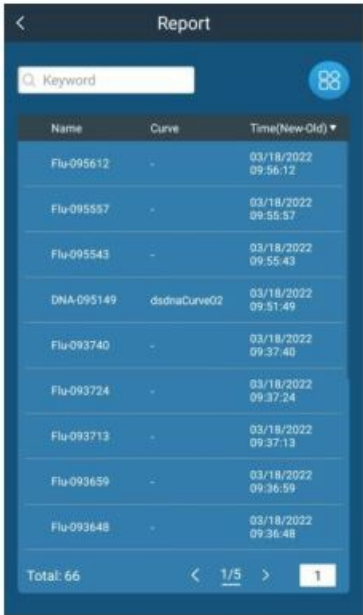 Report
Keyword
Name Curve Time(New-Old)
Flu-095612 - 03/18/2022
09:56:12
Flu-095557 - 03/18/2022
09:55:57
Flu-095543 - 03/18/2022
09:55:43
DNA-095149 dsdnaCurve02 03/18/2022
09:51:49
Flu-093740 - 03/18/2022
09:37:40
Flu-093724 - 03/18/2022
09:37:24
Flu-093713 - 03/18/2022
09:37:13
Flu-093659 - 03/18/2022
09:36:59
Flu-093648 - 03/18/2022
09:36:48
Total: 66 < 1/5 > 1